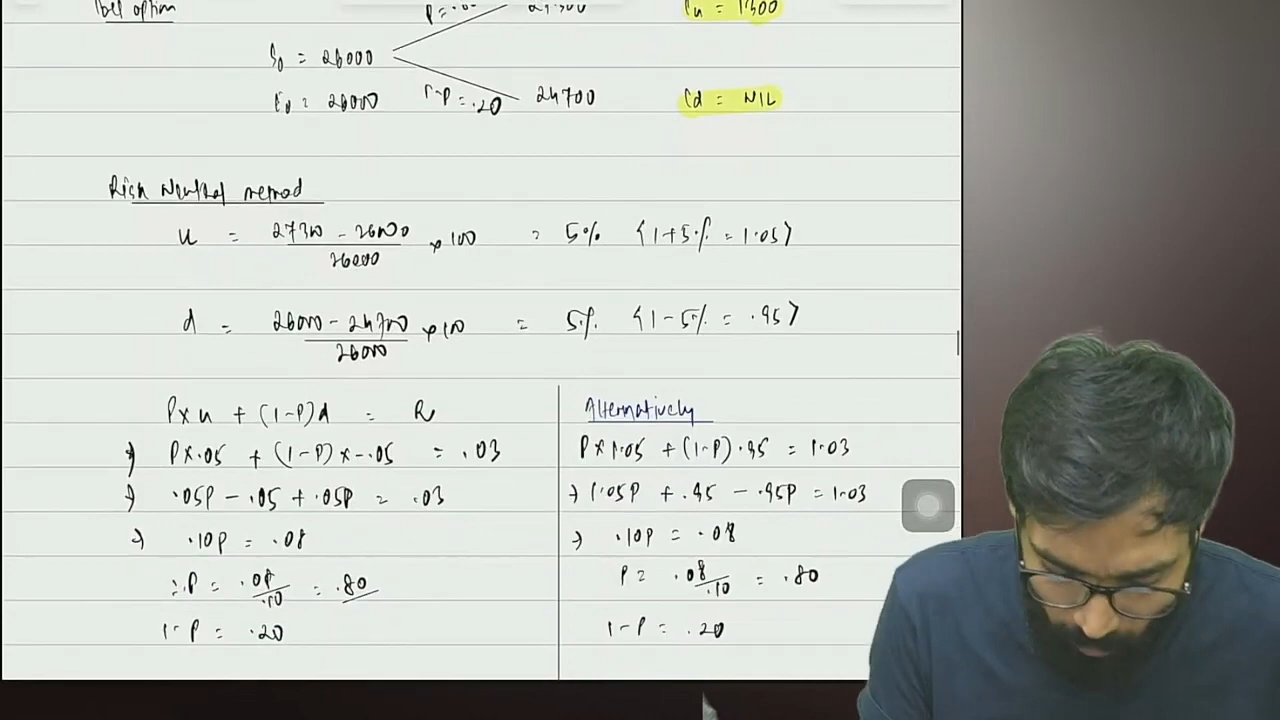 Call option
P = .80 27300 Cu = 1300
S0 = 26000
E0 = 26000 1-P = .20 24700 Cd = NIL
Risk Neutral method
u = 27300 - 26000 / 26000 × 100 = 5% {1+5% = 1.05}
d = 26000 - 24700 / 26000 × 100 = 5% {1-5% = .95}
P×u + (1-P)d = R
⇒ P×.05 + (1-P)×-.05 = .03
⇒ .05P - .05 + .05P = .03
⇒ .10P = .08
∴ P = .08/.10 = .80
1-P = .20
Alternatively
P×1.05 + (1-P).95 = 1.03
⇒ 1.05P + .95 - .95P = 1.03
⇒ .10P = .08
P = .08/.10 = .80
1-P = .20